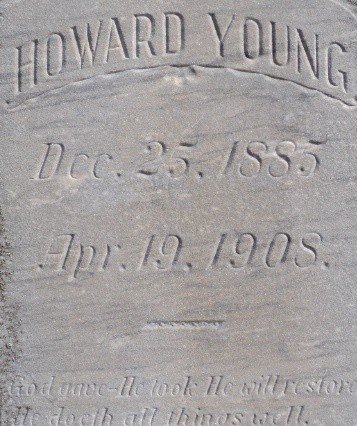 HOWARD YOUNG
Dec. 25, 1885
Apr. 19, 1908.
God gave—He took He will restore
He doeth all things well.